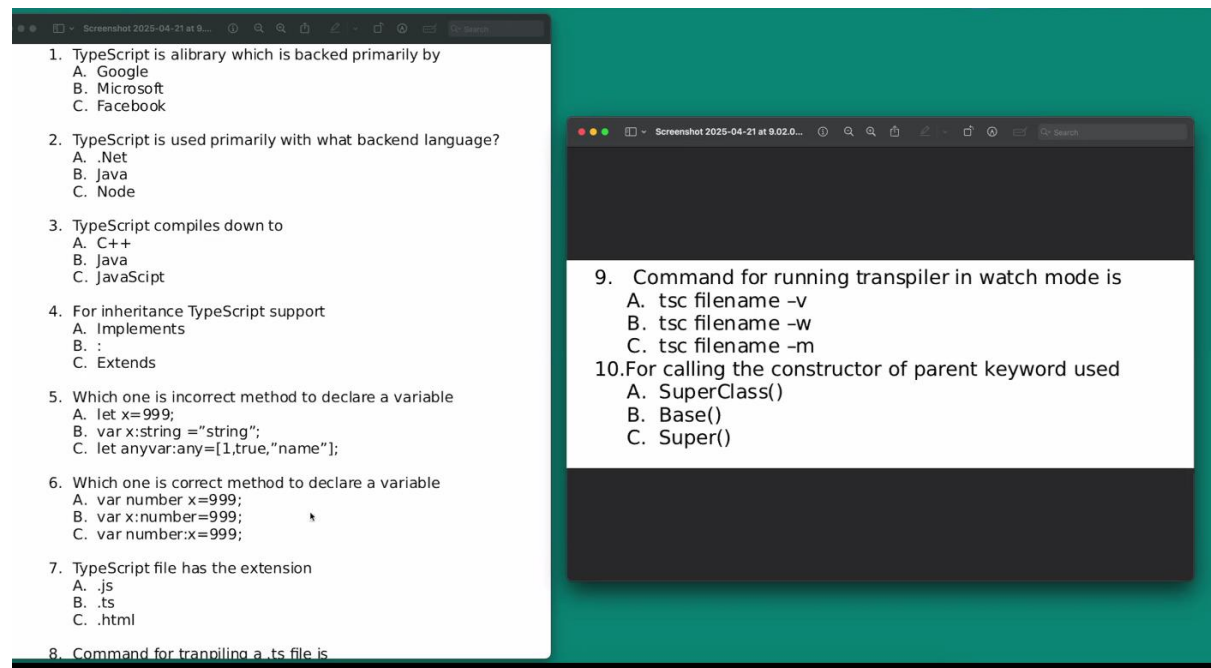 Screenshot 2025-04-21 at 9....
Search
1. TypeScript is alibrary which is backed primarily by
A. Google
B. Microsoft
C. Facebook
2. TypeScript is used primarily with what backend language?
A. .Net
B. Java
C. Node
3. TypeScript compiles down to
A. C++
B. Java
C. JavaScipt
4. For inheritance TypeScript support
A. Implements
B. :
C. Extends
5. Which one is incorrect method to declare a variable
A. let x=999;
B. var x:string =”string”;
C. let anyvar:any=[1,true,”name”];
6. Which one is correct method to declare a variable
A. var number x=999;
B. var x:number=999;
C. var number:x=999;
7. TypeScript file has the extension
A. .js
B. .ts
C. .html
8. Command for tranpiling a .ts file is
Screenshot 2025-04-21 at 9.02.0...
Search
9. Command for running transpiler in watch mode is
A. tsc filename –v
B. tsc filename –w
C. tsc filename –m
10.For calling the constructor of parent keyword used
A. SuperClass()
B. Base()
C. Super()